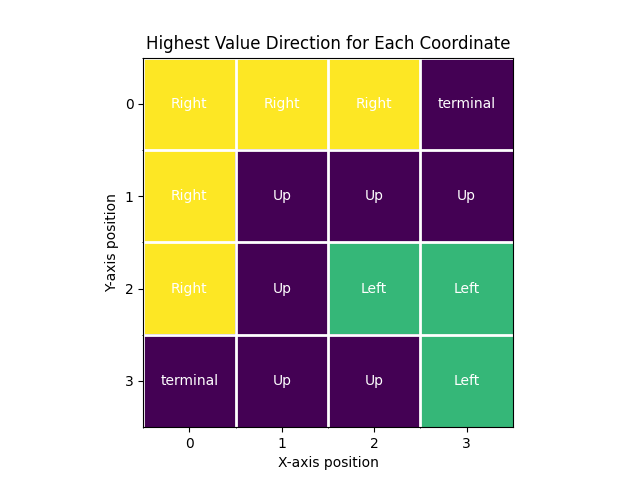 Highest Value Direction for Each Coordinate
0 Right Right Right terminal
1 Right Up Up Up
Y-axis position
2 Right Up Left Left
3 terminal Up Up Left
0 1 2 3
X-axis position